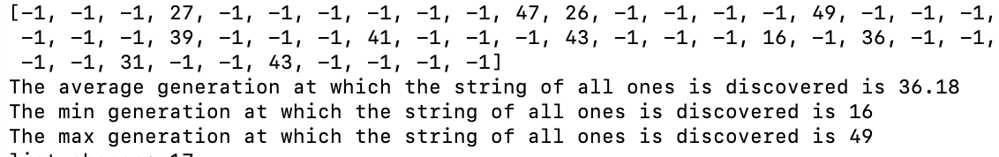 [-1, -1, -1, 27, -1, -1, -1, -1, -1, -1, 47, 26, -1, -1, -1, -1, 49, -1, -1, -1,
-1, -1, -1, 39, -1, -1, -1, 41, -1, -1, -1, 43, -1, -1, -1, 16, -1, 36, -1, -1,
-1, -1, 31, -1, -1, 43, -1, -1, -1, -1]
The average generation at which the string of all ones is discovered is 36.18
The min generation at which the string of all ones is discovered is 16
The max generation at which the string of all ones is discovered is 49